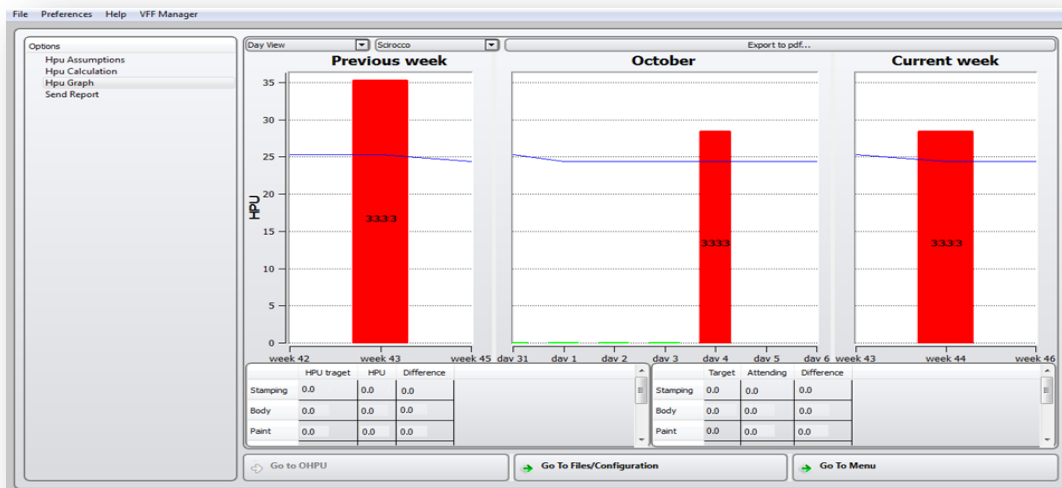 File Preferences Help VFF Manager
Options
Hpu Assumptions
Hpu Calculation
Hpu Graph
Send Report
Day View Scirocco Export to pdf...
Previous week October Current week
HPU
35
30
25
20
15
10
5
0
3333 3333 3333
week 42 week 43 week 45 day 31 day 1 day 2 day 3 day 4 day 5 day 6 week 43 week 44 week 46
HPU traget HPU Difference
Stamping 0.0 0.0 0.0
Body 0.0 0.0 0.0
Paint 0.0 0.0 0.0
Target Attending Difference
Stamping 0.0 0.0 0.0
Body 0.0 0.0 0.0
Paint 0.0 0.0 0.0
Go to OHPU Go To Files/Configuration Go To Menu